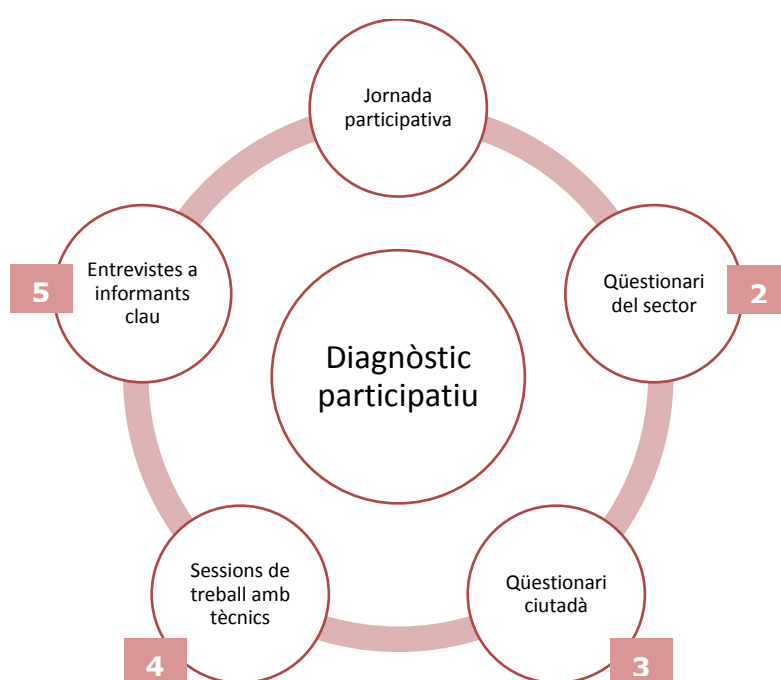 Jornada
participativa
Qüestionari
del sector
2
Qüestionari
ciutadà
3
Sessions de
treball amb
tècnics
4
Entrevistes a
informants
clau
5
Diagnòstic
participatiu